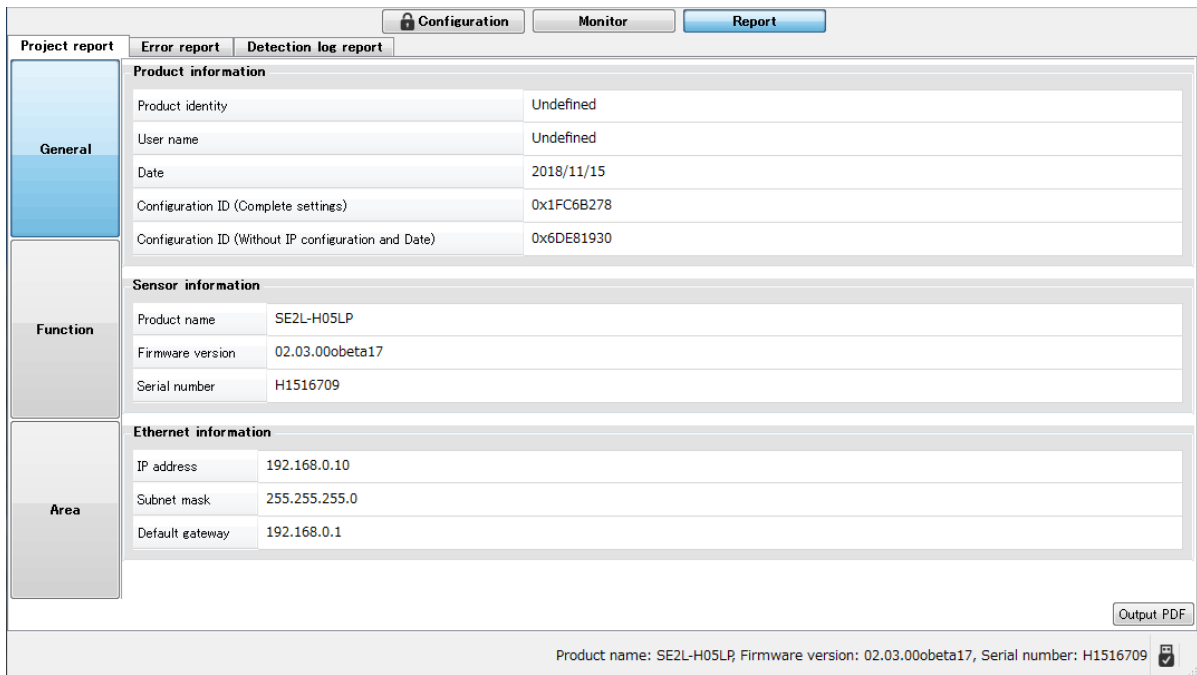 Configuration Monitor Report
Project report Error report Detection log report
General
Function
Area
Product information
Product identity Undefined
User name Undefined
Date 2018/11/15
Configuration ID (Complete settings) 0x1FC6B278
Configuration ID (Without IP configuration and Date) 0x6DE81930
Sensor information
Product name SE2L-H05LP
Firmware version 02.03.00obeta17
Serial number H1516709
Ethernet information
IP address 192.168.0.10
Subnet mask 255.255.255.0
Default gateway 192.168.0.1
Output PDF
Product name: SE2L-H05LP, Firmware version: 02.03.00obeta17, Serial number: H1516709